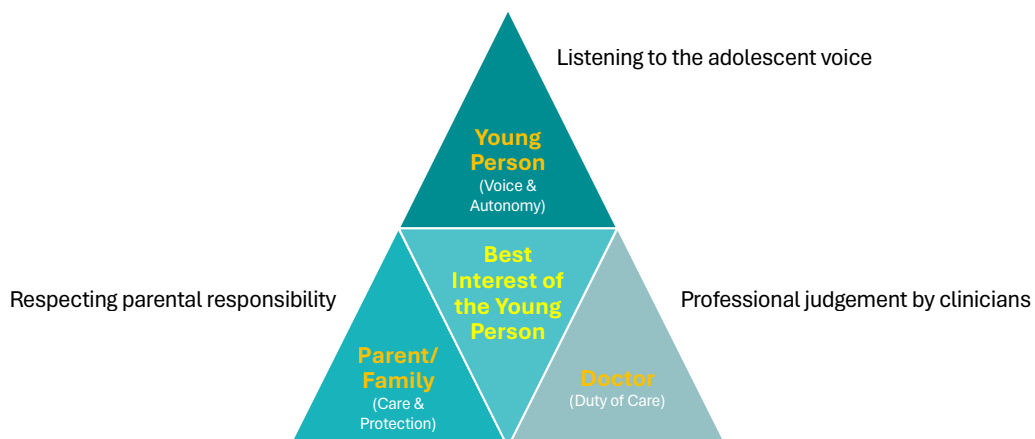 Listening to the adolescent voice
Young
Person
(Voice &
Autonomy)
Best
Interest of
the Young
Person
Respecting parental responsibility
Professional judgement by clinicians
Parent/
Family
(Care &
Protection)
Doctor
(Duty of Care)